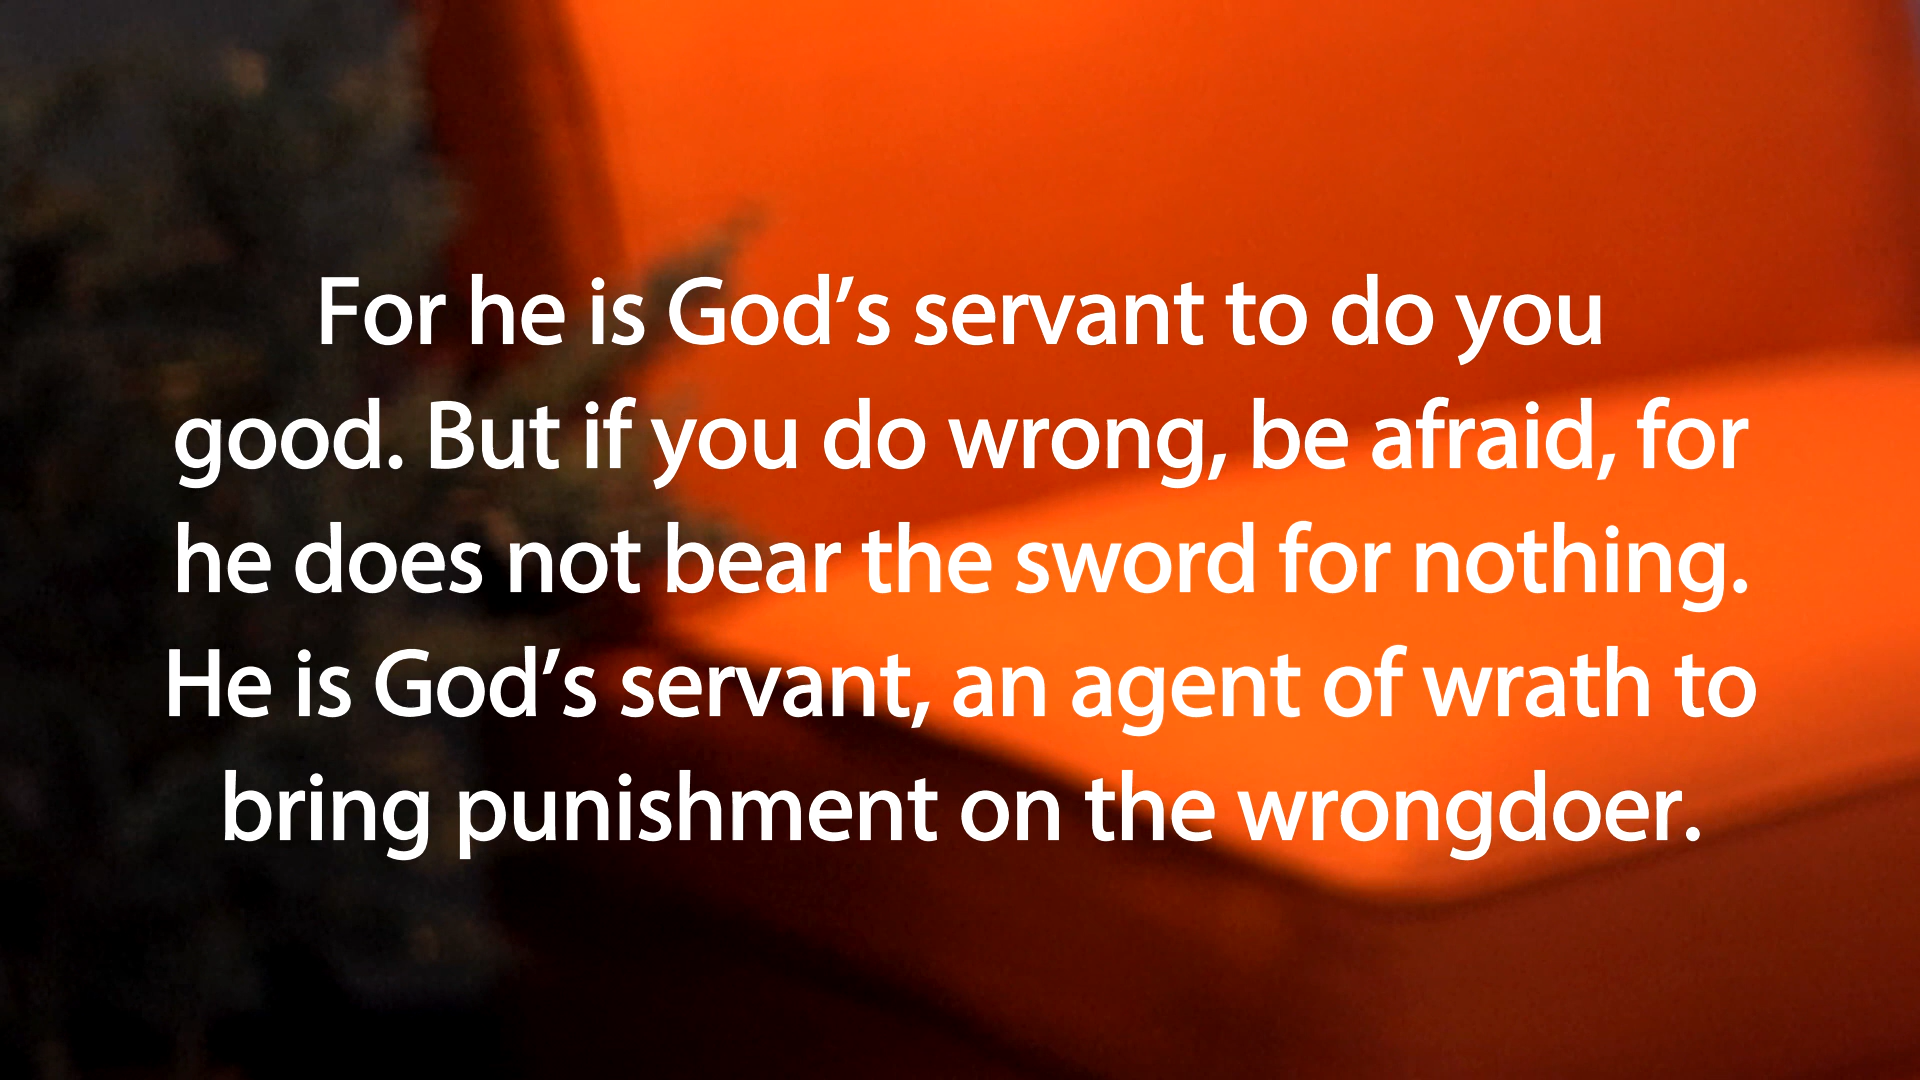 For he is God’s servant to do you
good. But if you do wrong, be afraid, for
he does not bear the sword for nothing.
He is God’s servant, an agent of wrath to
bring punishment on the wrongdoer.